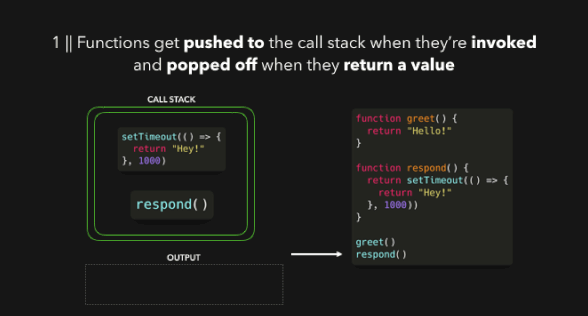 1 || Functions get pushed to the call stack when they're invoked
and popped off when they return a value
CALL STACK
setTimeout(() => {
return "Hey!"
}, 1000)
respond()
OUTPUT
function greet() {
return "Hello!"
}
function respond() {
return setTimeout(() => {
return "Hey!"
}, 1000))
}
greet()
respond()